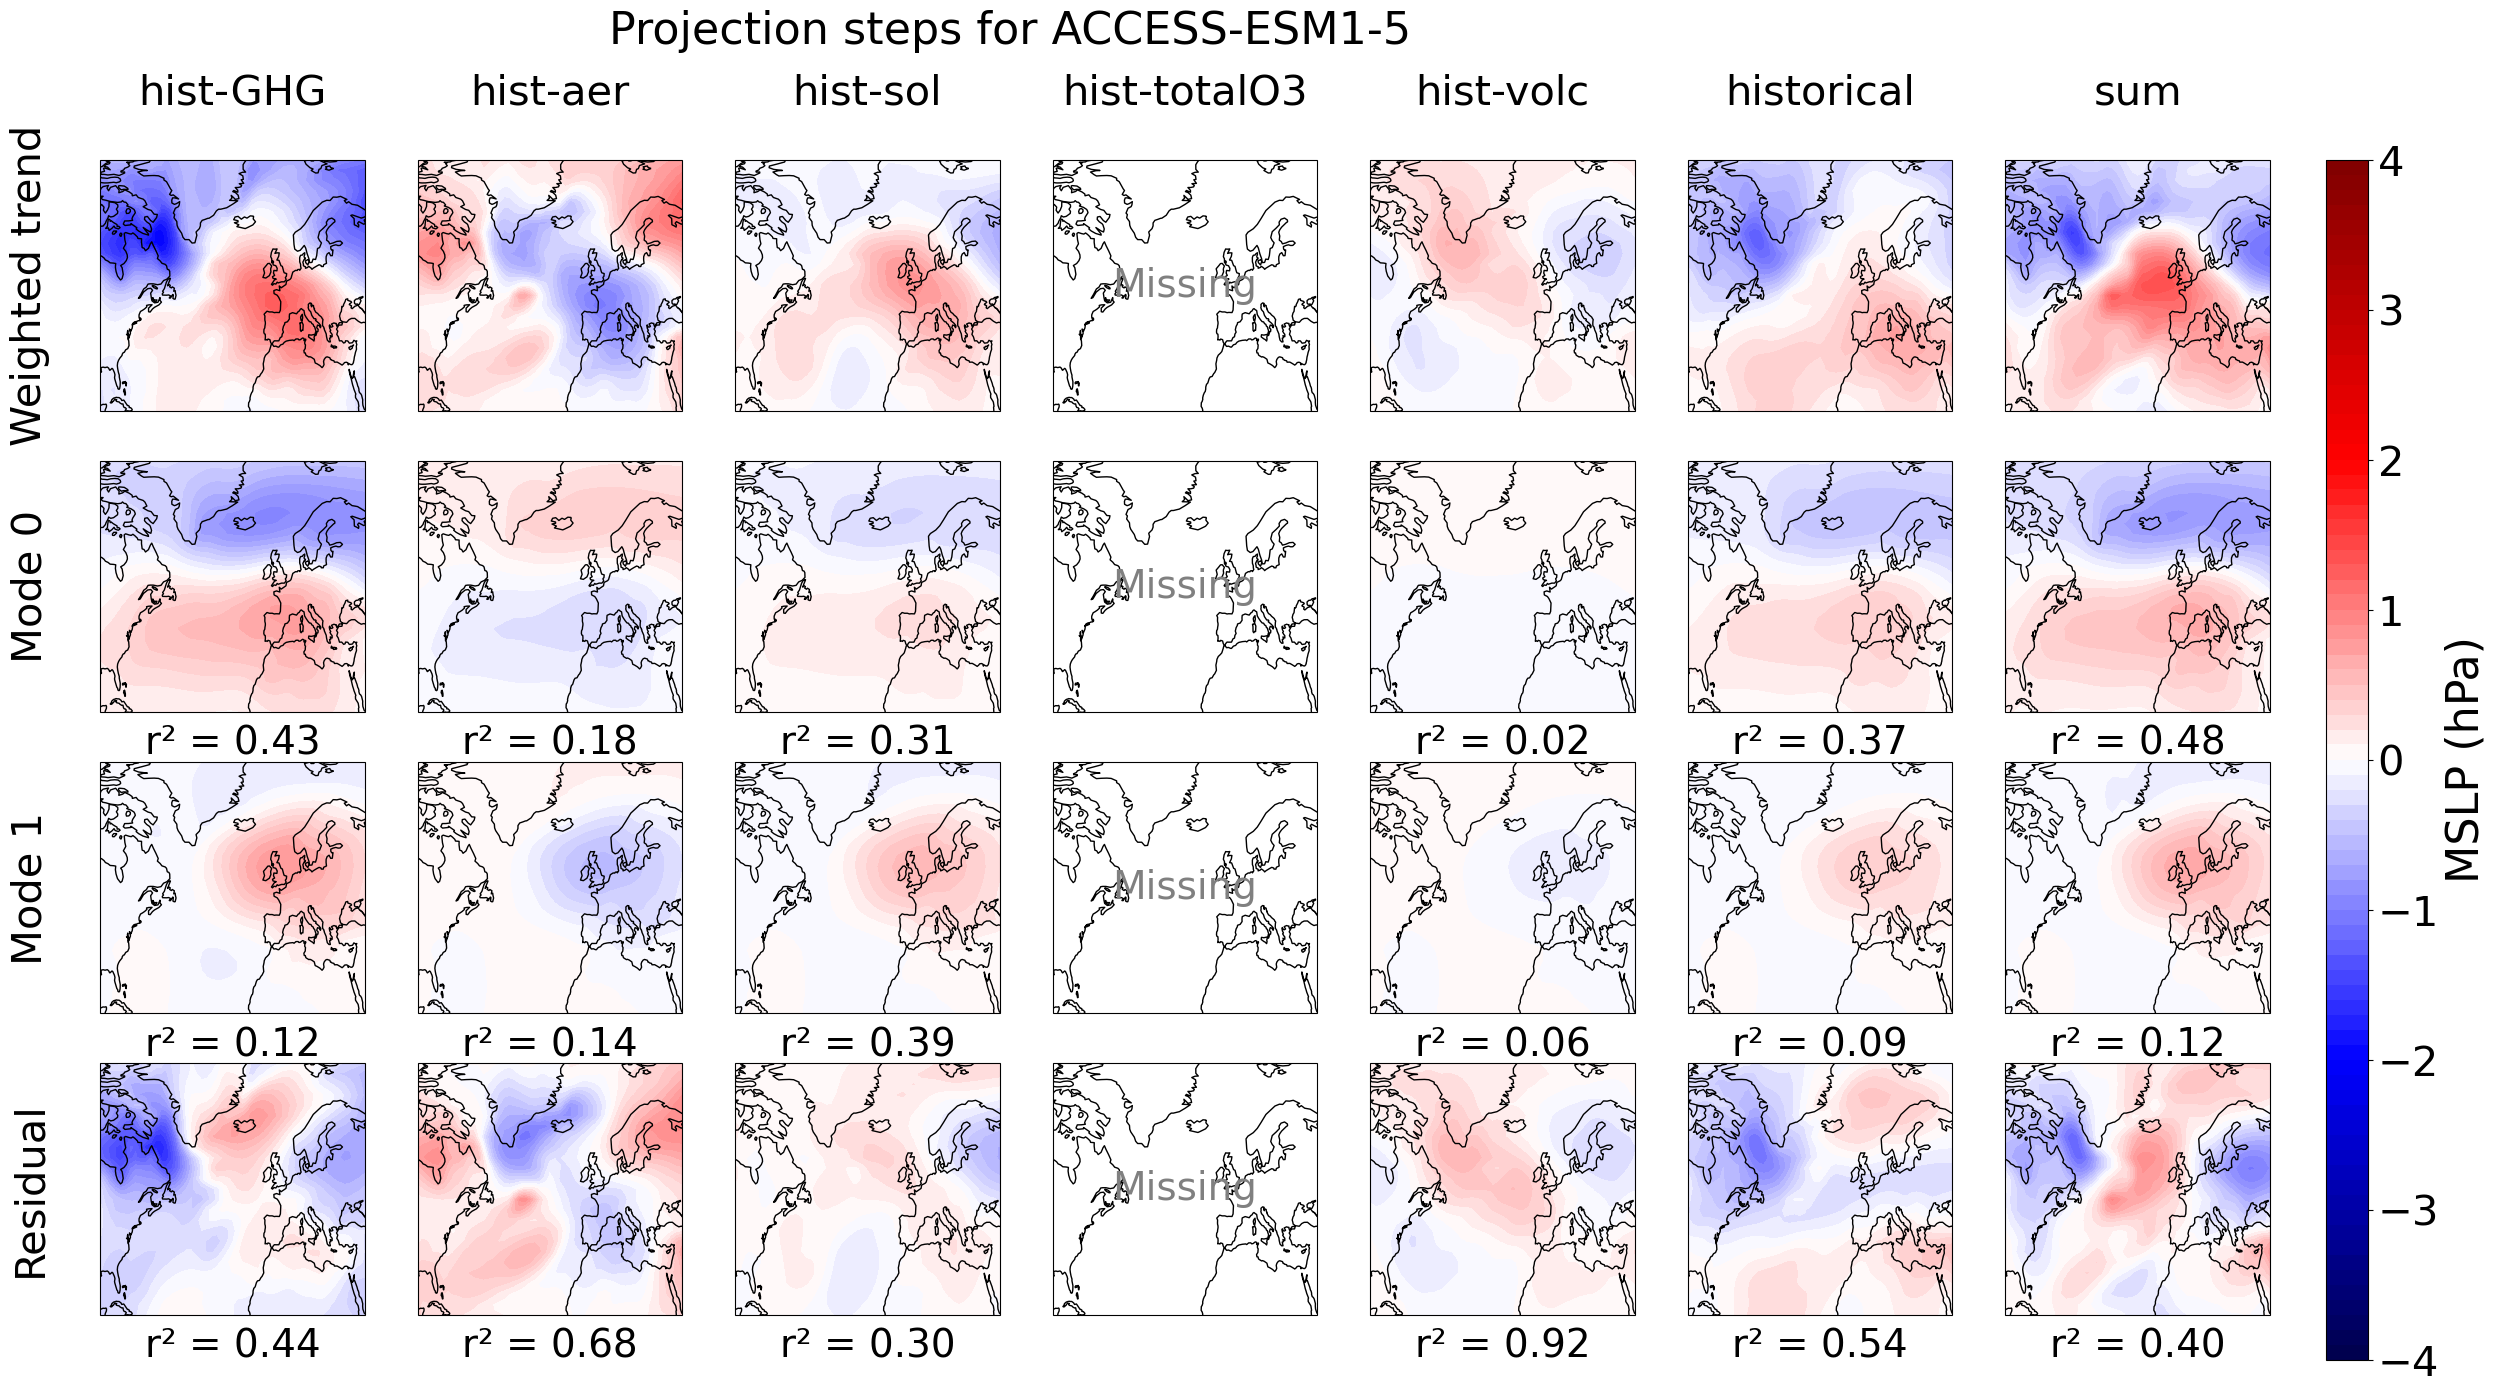 Projection steps for ACCESS-ESM1-5
hist-GHG hist-aer hist-sol hist-totalO3 hist-volc historical sum
Weighted trend
Missing
Mode 0
Missing
r² = 0.43 r² = 0.18 r² = 0.31 r² = 0.02 r² = 0.37 r² = 0.48
Mode 1
Missing
r² = 0.12 r² = 0.14 r² = 0.39 r² = 0.06 r² = 0.09 r² = 0.12
Residual
Missing
r² = 0.44 r² = 0.68 r² = 0.30 r² = 0.92 r² = 0.54 r² = 0.40
4
3
2
1
0
−1
−2
−3
−4
MSLP (hPa)